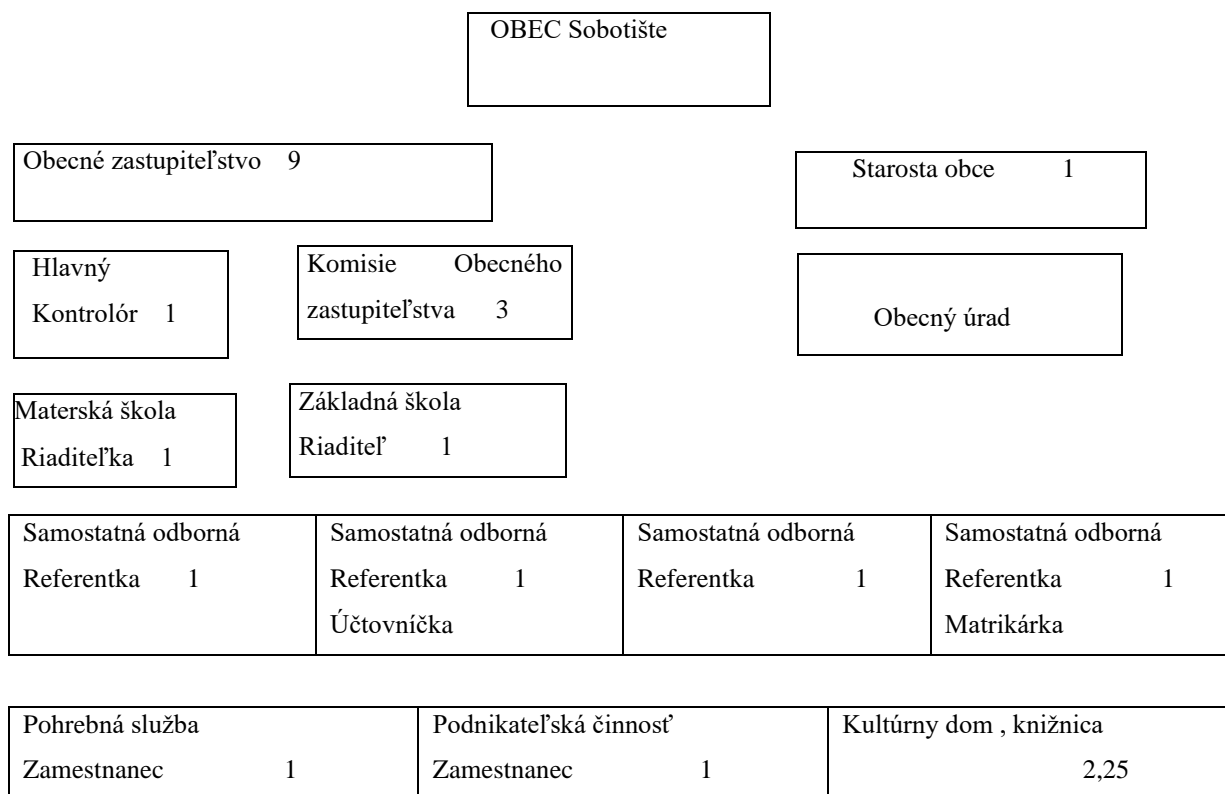 OBEC Sobotište
Obecné zastupiteľstvo 9
Starosta obce 1
Hlavný
Kontrolór 1
Komisie Obecného
zastupiteľstva 3
Obecný úrad
Materská škola
Riaditeľka 1
Základná škola
Riaditeľ 1
Samostatná odborná
Referentka 1
Samostatná odborná
Referentka 1
Účtovníčka
Samostatná odborná
Referentka 1
Samostatná odborná
Referentka 1
Matrikárka
Pohrebná služba
Zamestnanec 1
Podnikateľská činnosť
Zamestnanec 1
Kultúrny dom , knižnica
2,25